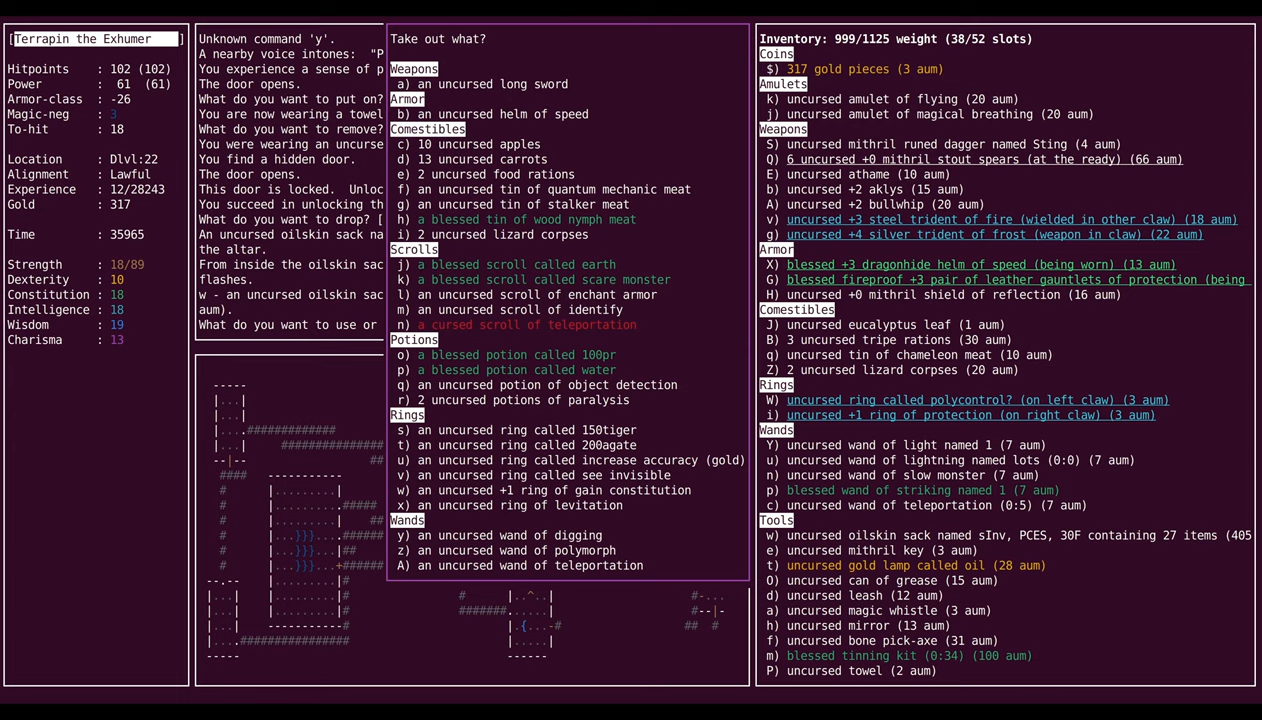 [Terrapin the Exhumer ]
Hitpoints : 102 (102)
Power : 61 (61)
Armor-class : -26
Magic-neg : 3
To-hit : 18
Location : Dlvl:22
Alignment : Lawful
Experience : 12/28243
Gold : 317
Time : 35965
Strength : 18/89
Dexterity : 10
Constitution : 18
Intelligence : 18
Wisdom : 19
Charisma : 13
Unknown command 'y'.
A nearby voice intones: "P
You experience a sense of p
The door opens.
What do you want to put on?
You are now wearing a towel
What do you want to remove?
You were wearing an uncurse
You find a hidden door.
The door opens.
This door is locked. Unloc
You succeed in unlocking th
What do you want to drop? [
An uncursed oilskin sack na
the altar.
From inside the oilskin sac
flashes.
w - an uncursed oilskin sac
aum).
What do you want to use or
Take out what?
Weapons
a) an uncursed long sword
Armor
b) an uncursed helm of speed
Comestibles
c) 10 uncursed apples
d) 13 uncursed carrots
e) 2 uncursed food rations
f) an uncursed tin of quantum mechanic meat
g) an uncursed tin of stalker meat
h) a blessed tin of wood nymph meat
i) 2 uncursed lizard corpses
Scrolls
j) a blessed scroll called earth
k) a blessed scroll called scare monster
l) an uncursed scroll of enchant armor
m) an uncursed scroll of identify
n) a cursed scroll of teleportation
Potions
o) a blessed potion called 100pr
p) a blessed potion called water
q) an uncursed potion of object detection
r) 2 uncursed potions of paralysis
Rings
s) an uncursed ring called 150tiger
t) an uncursed ring called 200agate
u) an uncursed ring called increase accuracy (gold)
v) an uncursed ring called see invisible
w) an uncursed +1 ring of gain constitution
x) an uncursed ring of levitation
Wands
y) an uncursed wand of digging
z) an uncursed wand of polymorph
A) an uncursed wand of teleportation
Inventory: 999/1125 weight (38/52 slots)
Coins
$) 317 gold pieces (3 aum)
Amulets
k) uncursed amulet of flying (20 aum)
j) uncursed amulet of magical breathing (20 aum)
Weapons
S) uncursed mithril runed dagger named Sting (4 aum)
Q) 6 uncursed +0 mithril stout spears (at the ready) (66 aum)
E) uncursed athame (10 aum)
b) uncursed +2 aklys (15 aum)
A) uncursed +2 bullwhip (20 aum)
v) uncursed +3 steel trident of fire (wielded in other claw) (18 aum)
g) uncursed +4 silver trident of frost (weapon in claw) (22 aum)
Armor
X) blessed +3 dragonhide helm of speed (being worn) (13 aum)
G) blessed fireproof +3 pair of leather gauntlets of protection (being
H) uncursed +0 mithril shield of reflection (16 aum)
Comestibles
J) uncursed eucalyptus leaf (1 aum)
B) 3 uncursed tripe rations (30 aum)
q) uncursed tin of chameleon meat (10 aum)
Z) 2 uncursed lizard corpses (20 aum)
Rings
W) uncursed ring called polycontrol? (on left claw) (3 aum)
i) uncursed +1 ring of protection (on right claw) (3 aum)
Wands
Y) uncursed wand of light named 1 (7 aum)
u) uncursed wand of lightning named lots (0:0) (7 aum)
n) uncursed wand of slow monster (7 aum)
p) blessed wand of striking named 1 (7 aum)
c) uncursed wand of teleportation (0:5) (7 aum)
Tools
w) uncursed oilskin sack named sInv, PCES, 30F containing 27 items (405
e) uncursed mithril key (3 aum)
t) uncursed gold lamp called oil (28 aum)
O) uncursed can of grease (15 aum)
d) uncursed leash (12 aum)
a) uncursed magic whistle (3 aum)
h) uncursed mirror (13 aum)
f) uncursed bone pick-axe (31 aum)
m) blessed tinning kit (0:34) (100 aum)
P) uncursed towel (2 aum)